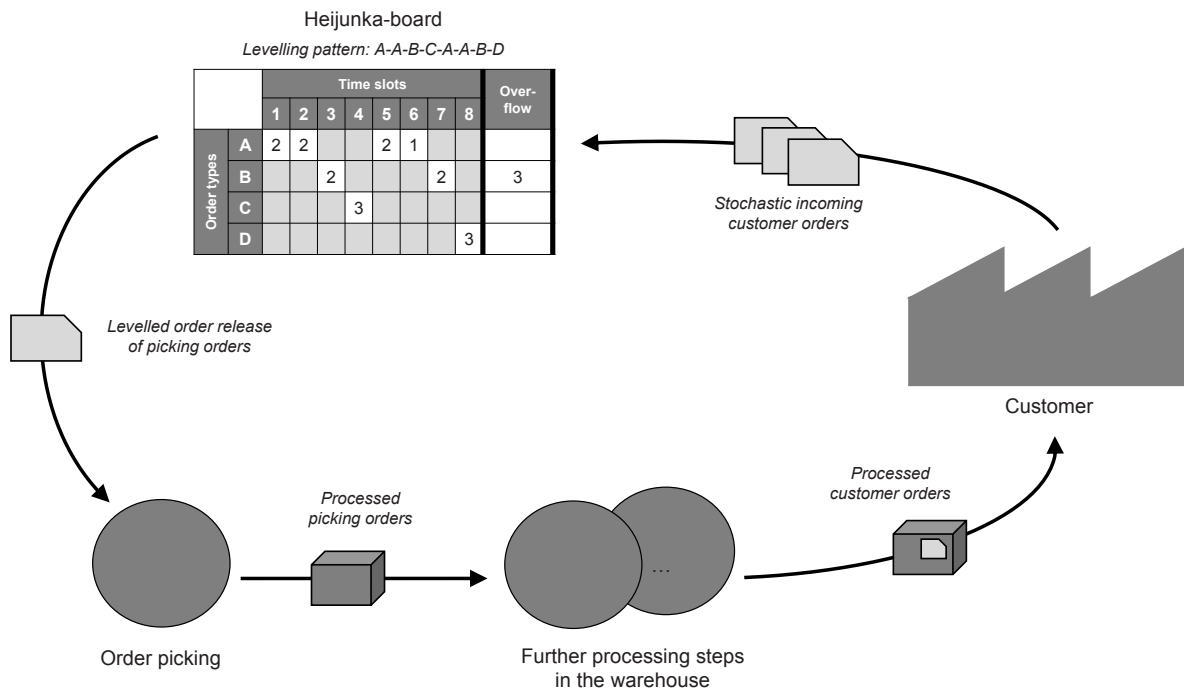 Heijunka-board
Levelling pattern: A-A-B-C-A-A-B-D
Time slots
Over-
flow
1 2 3 4 5 6 7 8
Order types
A 2 2 2 1
B 2 2 3
C 3
D 3
Stochastic incoming
customer orders
Levelled order release
of picking orders
Customer
Processed
picking orders
Processed
customer orders
...
Order picking
Further processing steps
in the warehouse